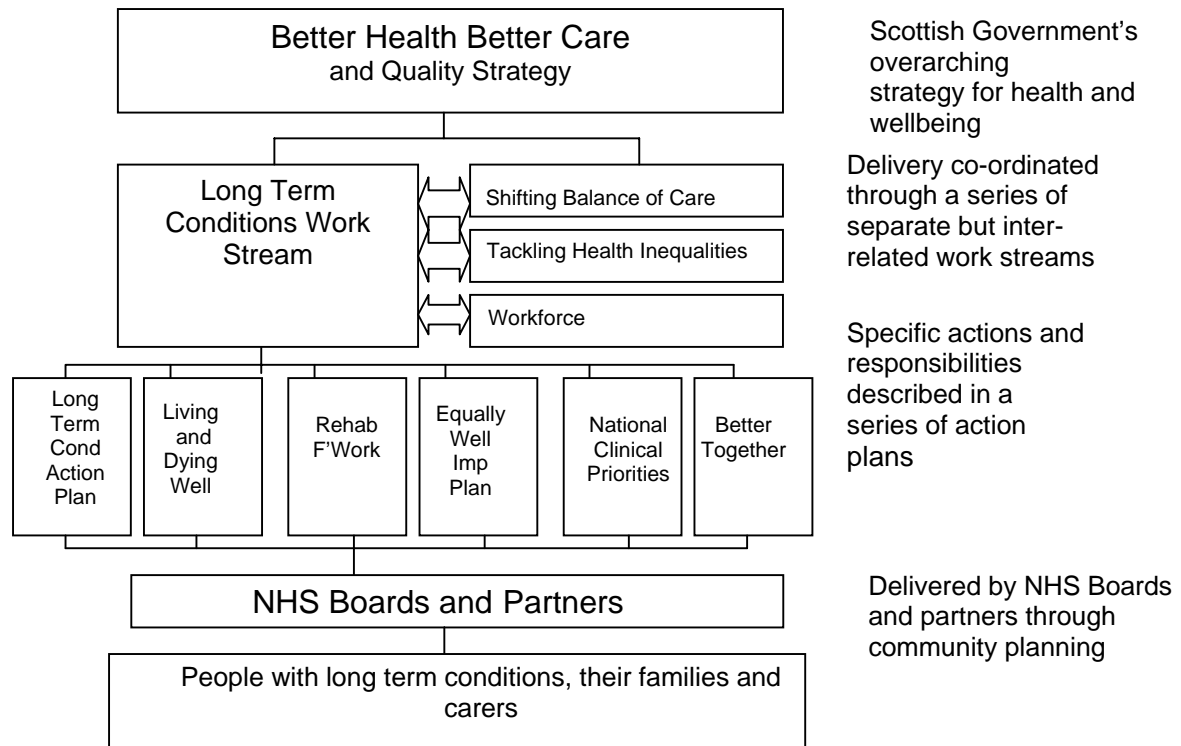 Better Health Better Care
and Quality Strategy
Scottish Government’s
overarching
strategy for health and
wellbeing
Long Term
Conditions Work
Stream
Shifting Balance of Care
Tackling Health Inequalities
Workforce
Delivery co-ordinated
through a series of
separate but inter-
related work streams
Long
Term
Cond
Action
Plan
Living
and
Dying
Well
Rehab
F’Work
Equally
Well
Imp
Plan
National
Clinical
Priorities
Better
Together
Specific actions and
responsibilities
described in a
series of action
plans
NHS Boards and Partners
Delivered by NHS Boards
and partners through
community planning
People with long term conditions, their families and
carers